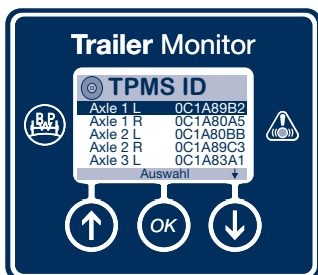 Trailer Monitor
TPMS ID
Axle 1 L 0C1A89B2
Axle 1 R 0C1A80A5
Axle 2 L 0C1A80BB
Axle 2 R 0C1A89C3
Axle 3 L 0C1A83A1
BPW
Auswahl
OK